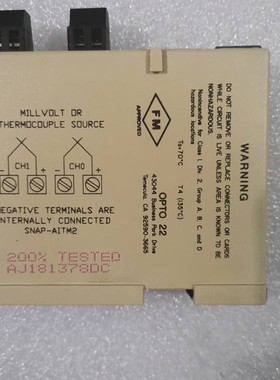 MILLVOLT OR
THERMOCOUPLE SOURCE
CH1
CH0
NEGATIVE TERMINALS ARE
INTERNALLY CONNECTED
SNAP-AITM2
200% TESTED
AJ181378DC
FM
APPROVED
WARNING
DO NOT REMOVE OR REPLACE CONNECTORS OR CARDS
WHILE CIRCUIT IS LIVE UNLESS AREA IS KNOWN TO BE
NONHAZARDOUS.
Nonincendive for Class I, Div. 2, Group A, B, C, and D
hazardous locations
Ta=70°C
T4 (135°C)
OPTO 22
43044 Business Park Drive
Temecula, CA. 92590-3665